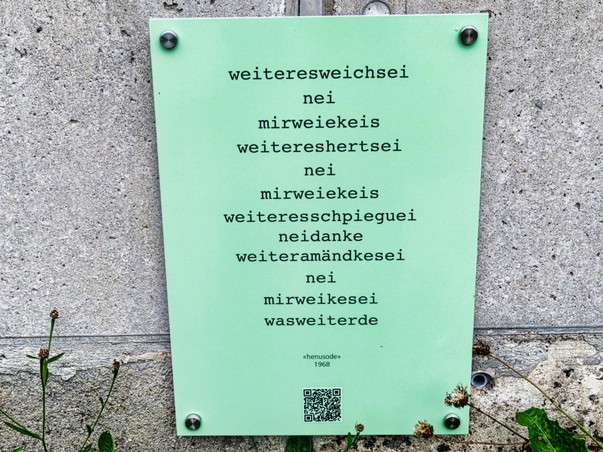 weiteresweichsei
nei
mirweiekeis
weitereshertsei
nei
mirweiekeis
weiteresschpieguei
neidanke
weiteramändkesei
nei
mirweikesei
wasweiterde
«henusode»
1968